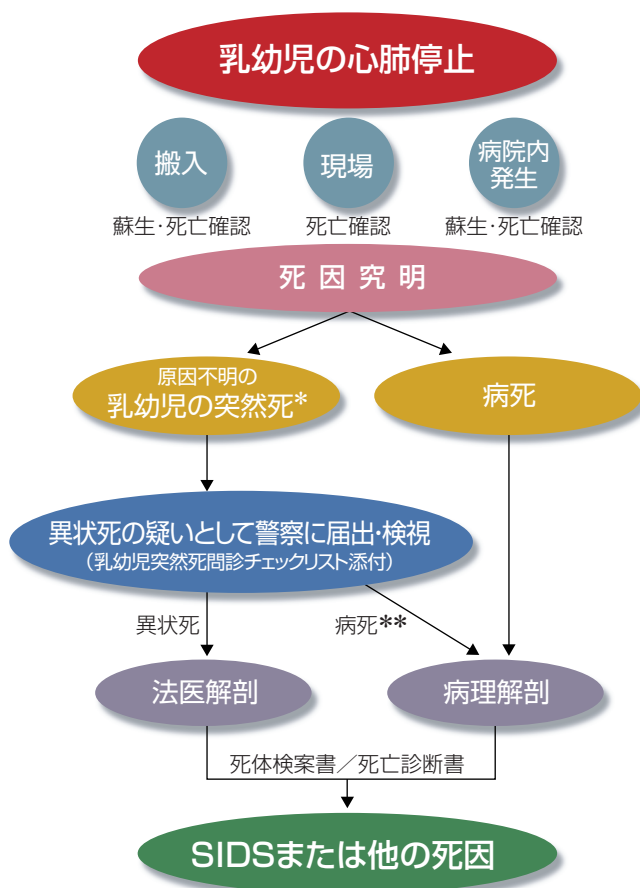 乳幼児の心肺停止
搬入
現場
病院内
発生
蘇生・死亡確認
死亡確認
蘇生・死亡確認
死因究明
原因不明の
乳幼児の突然死*
病死
異状死の疑いとして警察に届出・検視
（乳幼児突然死問診チェックリスト添付）
異状死
病死**
法医解剖
病理解剖
死体検案書／死亡診断書
SIDSまたは他の死因